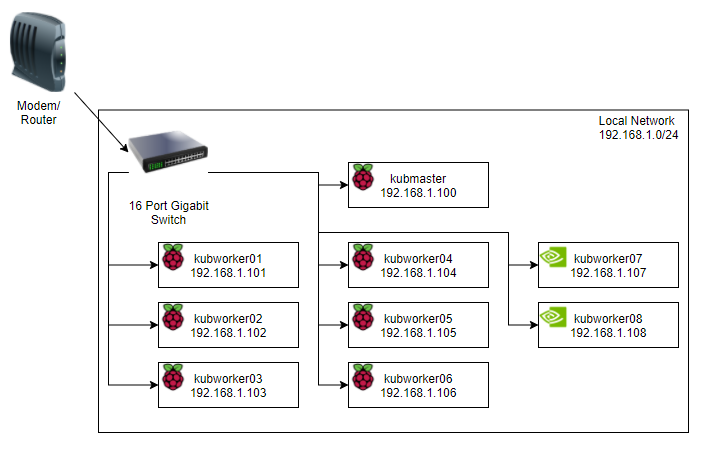 Modem/
Router
Local Network
192.168.1.0/24
16 Port Gigabit
Switch
kubmaster
192.168.1.100
kubworker01
192.168.1.101
kubworker04
192.168.1.104
kubworker07
192.168.1.107
kubworker02
192.168.1.102
kubworker05
192.168.1.105
kubworker08
192.168.1.108
kubworker03
192.168.1.103
kubworker06
192.168.1.106